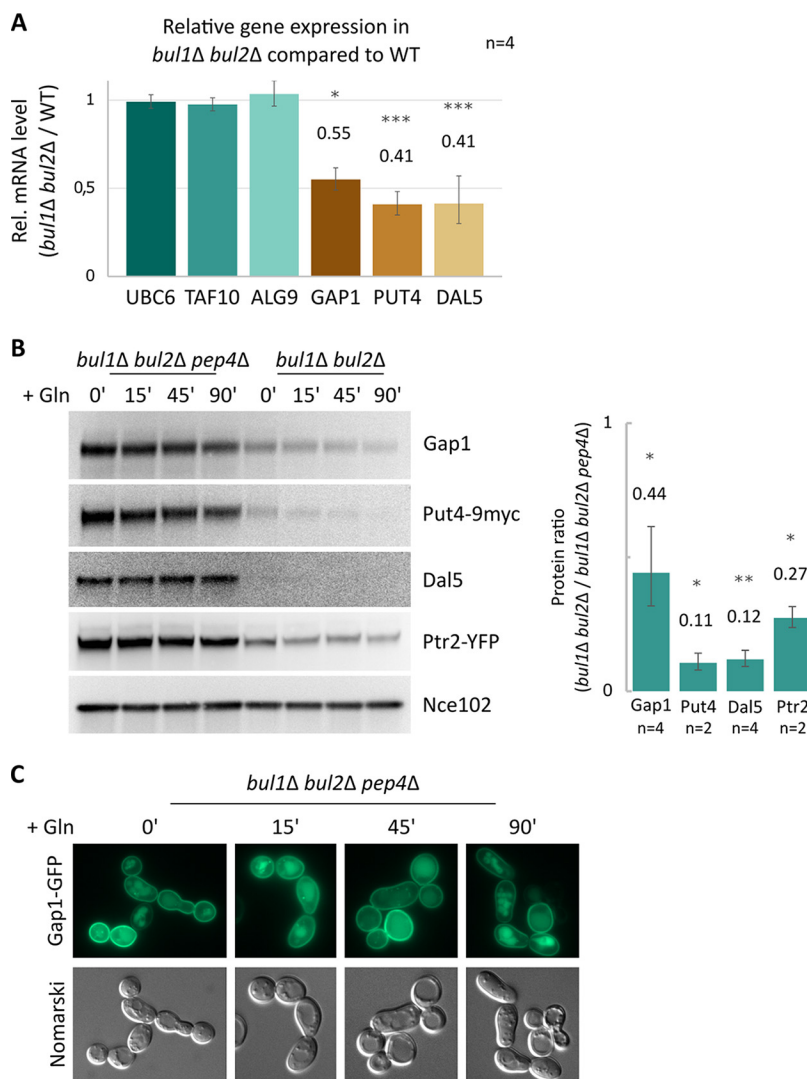 A
Relative gene expression in
bul1Δ bul2Δ compared to WT
n=4
Rel. mRNA level
(bul1Δ bul2Δ / WT)
1
0,5
0
*
0.55
***
0.41
***
0.41
UBC6 TAF10 ALG9 GAP1 PUT4 DAL5
B
bul1Δ bul2Δ pep4Δ bul1Δ bul2Δ
+ Gln 0' 15' 45' 90' 0' 15' 45' 90'
Gap1
Put4-9myc
Dal5
Ptr2-YFP
Nce102
Protein ratio
(bul1Δ bul2Δ / bul1Δ bul2Δ pep4Δ)
1
0
*
0.44
*
0.11
**
0.12
*
0.27
Gap1 Put4 Dal5 Ptr2
n=4 n=2 n=4 n=2
C
bul1Δ bul2Δ pep4Δ
+ Gln 0' 15' 45' 90'
Gap1-GFP
Nomarski